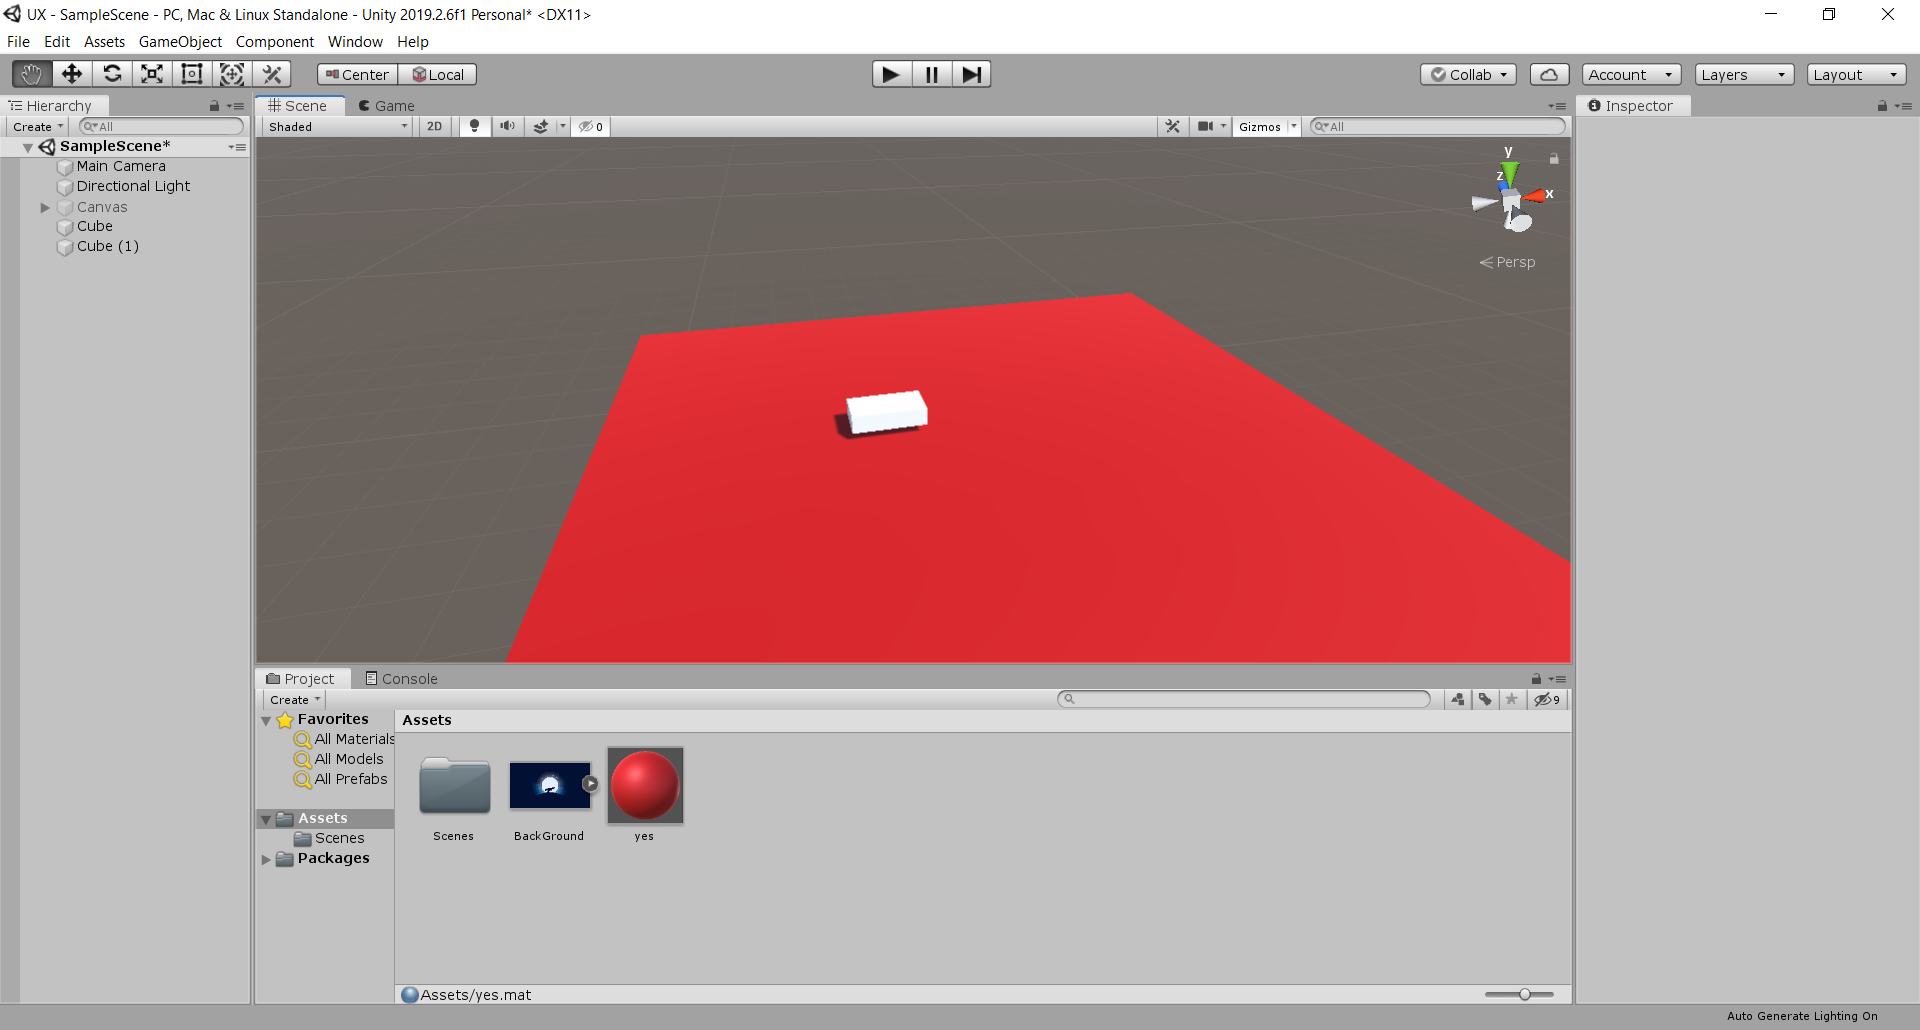 UX - SampleScene - PC, Mac & Linux Standalone - Unity 2019.2.6f1 Personal* <DX11>
File Edit Assets GameObject Component Window Help
Center Local Collab Account Layers Layout
Hierarchy Scene Game Inspector
Create All Shaded 2D 0 Gizmos All
SampleScene*
Main Camera
Directional Light
Canvas
Cube
Cube (1)
y
z
x
Persp
Project Console
Create 9
Favorites
All Materials
All Models
All Prefabs
Assets
Scenes
Packages
Assets
Scenes BackGround yes
Assets/yes.mat
Auto Generate Lighting On